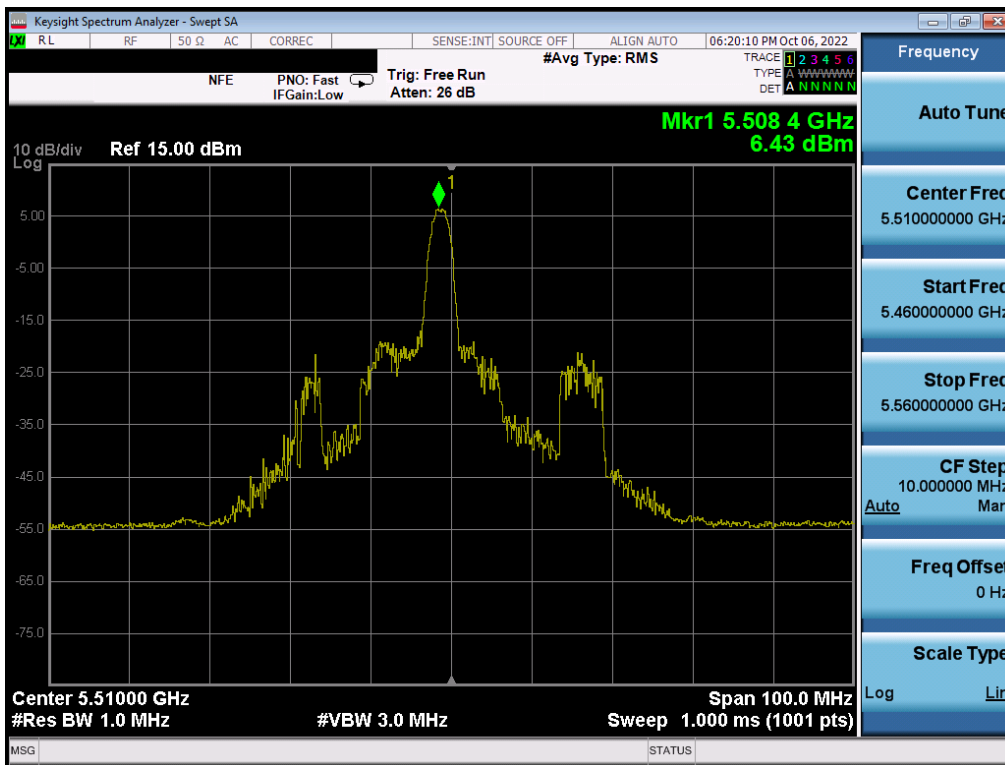 Keysight Spectrum Analyzer - Swept SA
LXI RL RF 50 Ω AC CORREC SENSE:INT SOURCE OFF ALIGN AUTO 06:20:10 PM Oct 06, 2022
#Avg Type: RMS
TRACE 1 2 3 4 5 6
NFE PNO: Fast Trig: Free Run TYPE A WWWWW
IFGain:Low Atten: 26 dB DET A N N N N N
Mkr1 5.508 4 GHz
6.43 dBm
10 dB/div Ref 15.00 dBm
Log
1
5.00
-5.00
-15.0
-25.0
-35.0
-45.0
-55.0
-65.0
-75.0
Center 5.51000 GHz Span 100.0 MHz
#Res BW 1.0 MHz #VBW 3.0 MHz Sweep 1.000 ms (1001 pts)
MSG STATUS
Frequency
Auto Tune
Center Freq
5.510000000 GHz
Start Freq
5.460000000 GHz
Stop Freq
5.560000000 GHz
CF Step
10.000000 MHz
Auto Man
Freq Offset
0 Hz
Scale Type
Log Lin